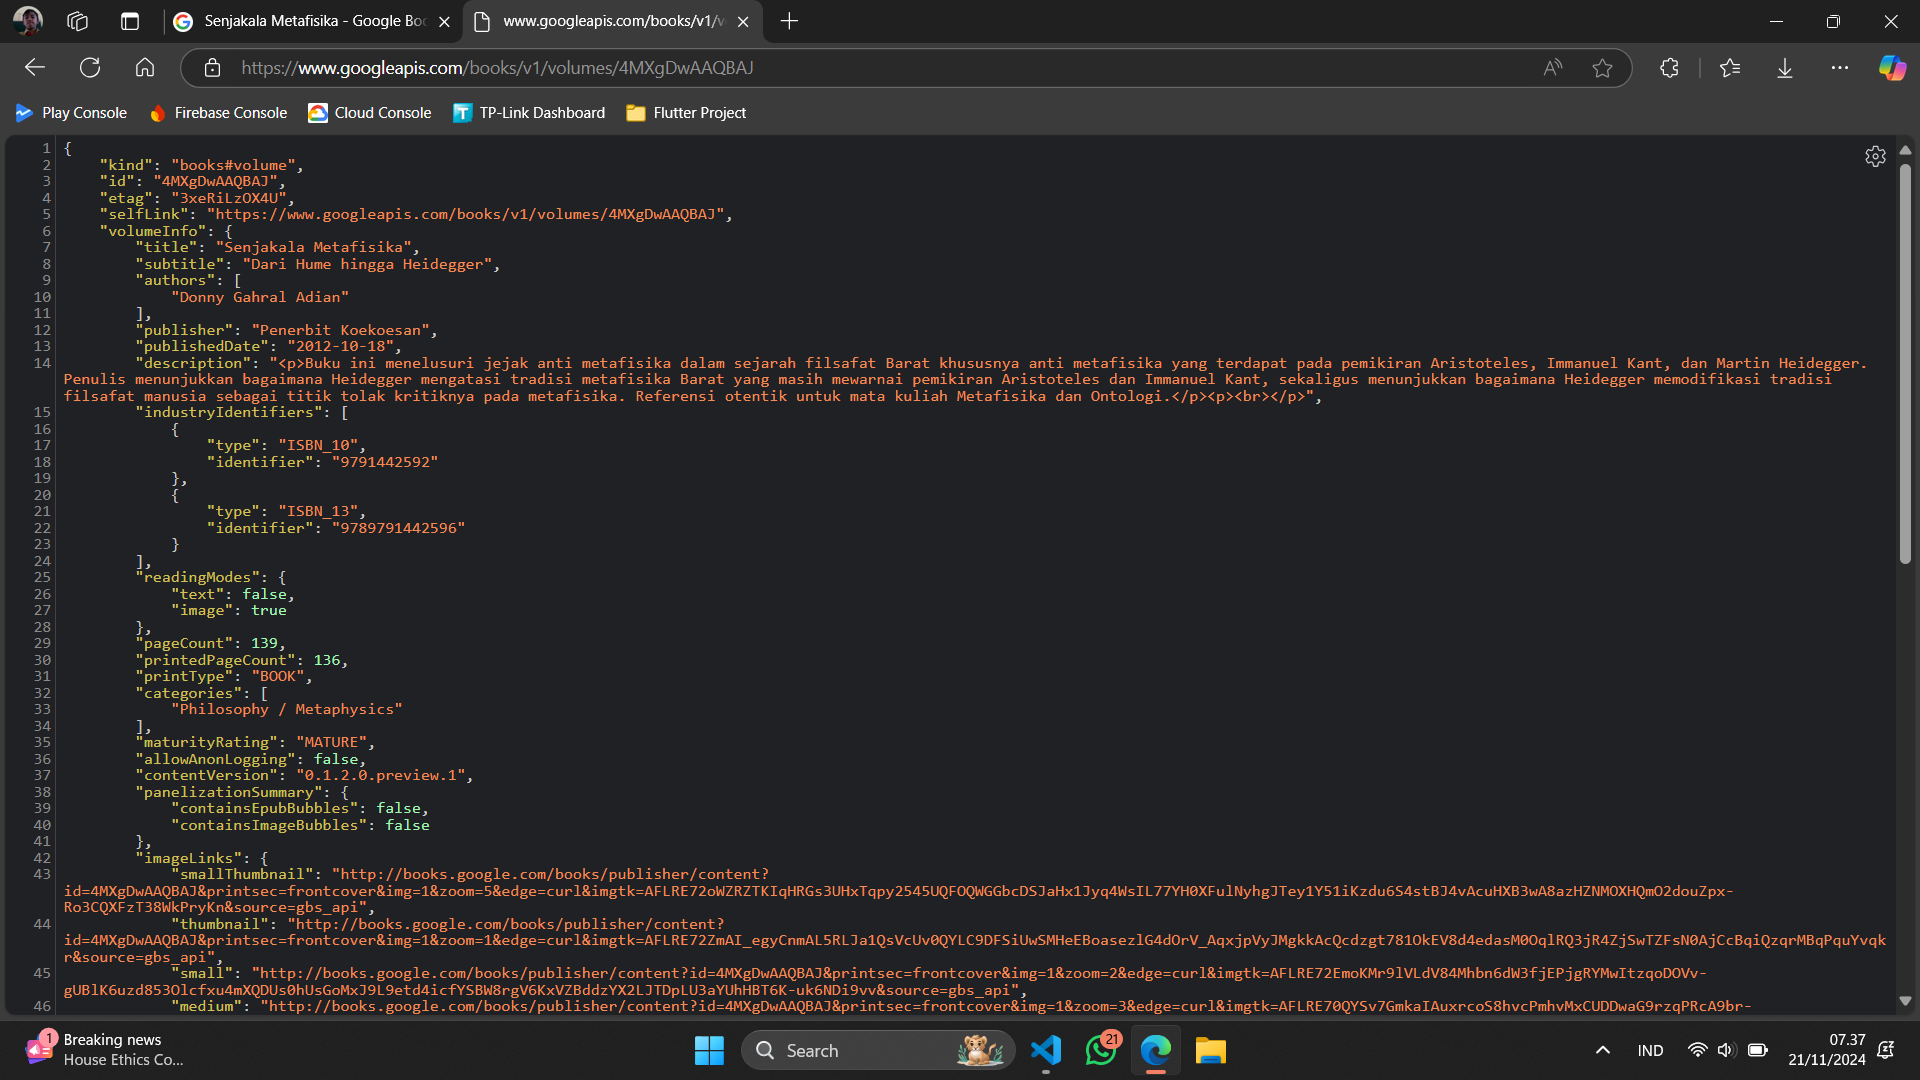 Senjakala Metafisika - Google Boo
www.googleapis.com/books/v1/v
https://www.googleapis.com/books/v1/volumes/4MXgDwAAQBAJ
Play Console
Firebase Console
Cloud Console
TP-Link Dashboard
Flutter Project
1 {
2 "kind": "books#volume",
3 "id": "4MXgDwAAQBAJ",
4 "etag": "3xeRiLzOX4U",
5 "selfLink": "https://www.googleapis.com/books/v1/volumes/4MXgDwAAQBAJ",
6 "volumeInfo": {
7 "title": "Senjakala Metafisika",
8 "subtitle": "Dari Hume hingga Heidegger",
9 "authors": [
10 "Donny Gahral Adian"
11 ],
12 "publisher": "Penerbit Koekoesan",
13 "publishedDate": "2012-10-18",
14 "description": "<p>Buku ini menelusuri jejak anti metafisika dalam sejarah filsafat Barat khususnya anti metafisika yang terdapat pada pemikiran Aristoteles, Immanuel Kant, dan Martin Heidegger.
Penulis menunjukkan bagaimana Heidegger mengatasi tradisi metafisika Barat yang masih mewarnai pemikiran Aristoteles dan Immanuel Kant, sekaligus menunjukkan bagaimana Heidegger memodifikasi tradisi
filsafat manusia sebagai titik tolak kritiknya pada metafisika. Referensi otentik untuk mata kuliah Metafisika dan Ontologi.</p><p><br></p>",
15 "industryIdentifiers": [
16 {
17 "type": "ISBN_10",
18 "identifier": "9791442592"
19 },
20 {
21 "type": "ISBN_13",
22 "identifier": "9789791442596"
23 }
24 ],
25 "readingModes": {
26 "text": false,
27 "image": true
28 },
29 "pageCount": 139,
30 "printedPageCount": 136,
31 "printType": "BOOK",
32 "categories": [
33 "Philosophy / Metaphysics"
34 ],
35 "maturityRating": "MATURE",
36 "allowAnonLogging": false,
37 "contentVersion": "0.1.2.0.preview.1",
38 "panelizationSummary": {
39 "containsEpubBubbles": false,
40 "containsImageBubbles": false
41 },
42 "imageLinks": {
43 "smallThumbnail": "http://books.google.com/books/publisher/content?
id=4MXgDwAAQBAJ&printsec=frontcover&img=1&zoom=5&edge=curl&imgtk=AFLRE72oWZRZTKIqHRGs3UHxTqpy2545UQFOQWGGbcDSJaHx1Jyq4WsIL77YH0XFulNyhgJTey1Y51iKzdu6S4stBJ4vAcuHXB3wA8azHZNMOXHQmO2douZpx-
Ro3CQXFzT38WkPryKn&source=gbs_api",
44 "thumbnail": "http://books.google.com/books/publisher/content?
id=4MXgDwAAQBAJ&printsec=frontcover&img=1&zoom=1&edge=curl&imgtk=AFLRE72ZmAI_egyCnmAL5RLJa1QsVcUv0QYLC9DFSiUwSMHeEBoasezlG4dOrV_AqxjpVyJMgkkAcQcdzgt781OkEV8d4edasM0OqlRQ3jR4ZjSwTZFsN0AjCcBqiQzqrMBqPquYvqk
r&source=gbs_api",
45 "small": "http://books.google.com/books/publisher/content?id=4MXgDwAAQBAJ&printsec=frontcover&img=1&zoom=2&edge=curl&imgtk=AFLRE72EmoKMr9lVLdV84Mhbn6dW3fjEPjgRYMwItzqoDOVv-
gUBlK6uzd853Olcfxu4mXQDUs0hUsGoMxJ9L9etd4icfYSBW8rgV6KxVZBddzYX2LJTDpLU3aYUhHBT6K-uk6NDi9vv&source=gbs_api",
46 "medium": "http://books.google.com/books/publisher/content?id=4MXgDwAAQBAJ&printsec=frontcover&img=1&zoom=3&edge=curl&imgtk=AFLRE70QYSv7GmkaIAuxrcoS8hvcPmhvMxCUDDwaG9rzqPRcA9br-
1
Breaking news
House Ethics Co...
Search
21
IND
07.37
21/11/2024